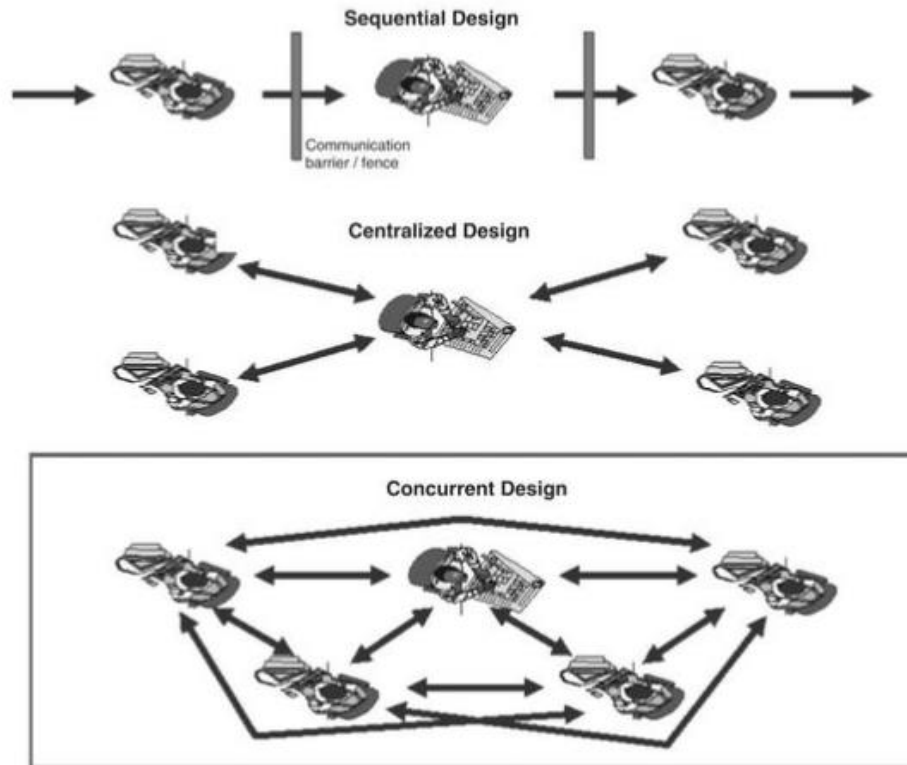 Sequential Design
Communication
barrier / fence
Centralized Design
Concurrent Design